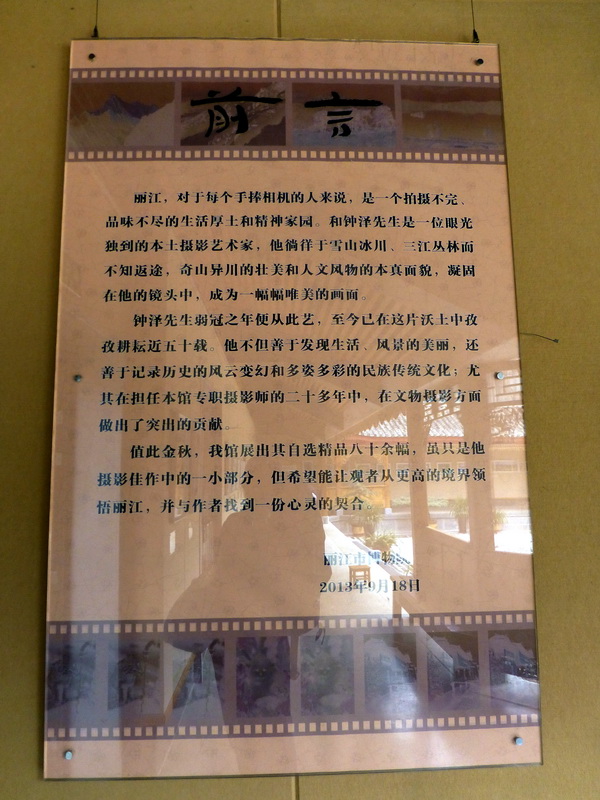 前言
丽江，对于每个手捧相机的人来说，是一个拍摄不完、
品味不尽的生活厚土和精神家园。和钟泽先生是一位眼光
独到的本土摄影艺术家，他徜徉于雪山冰川、三江丛林而
不知返途，奇山异川的壮美和人文风物的本真面貌，凝固
在他的镜头中，成为一幅幅唯美的画面。
钟泽先生弱冠之年便从此艺，至今已在这片沃土中孜
孜耕耘近五十载。他不但善于发现生活、风景的美丽，还
善于记录历史的风云变幻和多姿多彩的民族传统文化；尤
其在担任本馆专职摄影师的二十多年中，在文物摄影方面
做出了突出的贡献。
值此金秋，我馆展出其自选精品八十余幅，虽只是他
摄影佳作中的一小部分，但希望能让观者从更高的境界领
悟丽江，并与作者找到一份心灵的契合。
丽江市博物院
2013年9月18日